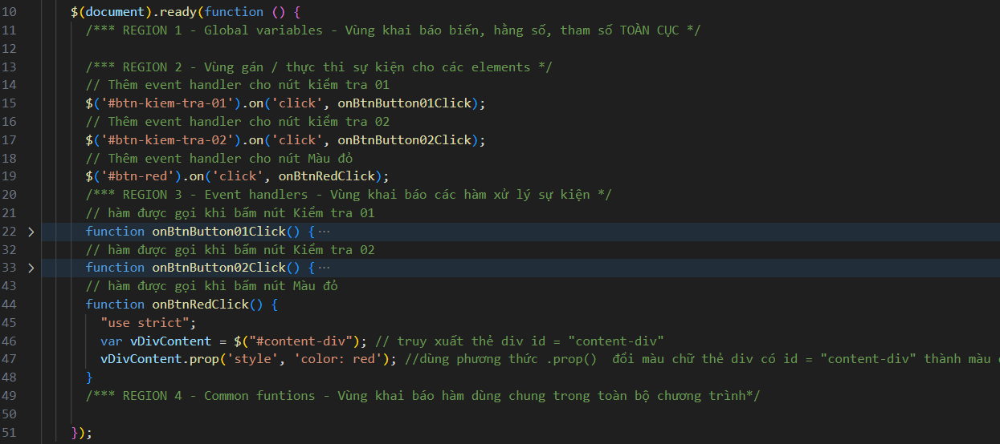 10 $(document).ready(function () {
11 /*** REGION 1 - Global variables - Vùng khai báo biến, hằng số, tham số TOÀN CỤC */
12
13 /*** REGION 2 - Vùng gán / thực thi sự kiện cho các elements */
14 // Thêm event handler cho nút kiểm tra 01
15 $('#btn-kiem-tra-01').on('click', onBtnButton01Click);
16 // Thêm event handler cho nút kiểm tra 02
17 $('#btn-kiem-tra-02').on('click', onBtnButton02Click);
18 // Thêm event handler cho nút Màu đỏ
19 $('#btn-red').on('click', onBtnRedClick);
20 /*** REGION 3 - Event handlers - Vùng khai báo các hàm xử lý sự kiện */
21 // hàm được gọi khi bấm nút Kiểm tra 01
22 function onBtnButton01Click() { ···
32 // hàm được gọi khi bấm nút Kiểm tra 02
33 function onBtnButton02Click() { ···
43 // hàm được gọi khi bấm nút Màu đỏ
44 function onBtnRedClick() {
45 "use strict";
46 var vDivContent = $("#content-div"); // truy xuất thẻ div id = "content-div"
47 vDivContent.prop('style', 'color: red'); //dùng phương thức .prop()  đổi màu chữ thẻ div có id = "content-div" thành màu
48 }
49 /*** REGION 4 - Common funtions - Vùng khai báo hàm dùng chung trong toàn bộ chương trình*/
50
51 });